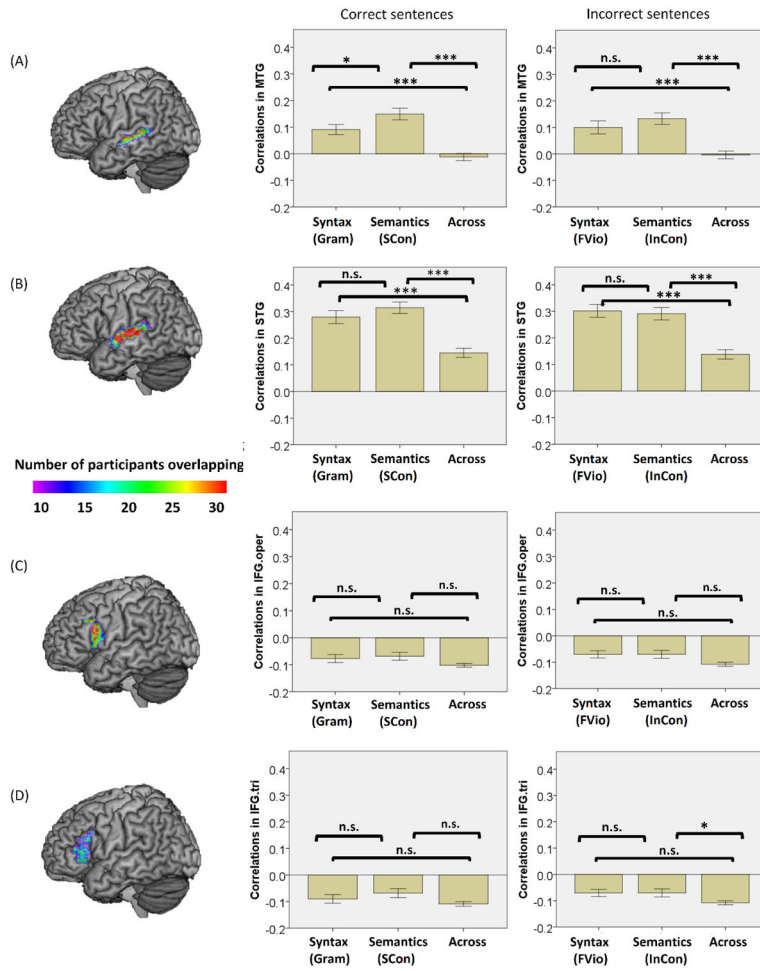 Correct sentences
Incorrect sentences
(A)
Correlations in MTG
0.4
0.3
0.2
0.1
0.0
-0.1
-0.2
*
***
***
Syntax
(Gram)
Semantics
(SCon)
Across
Correlations in MTG
0.4
0.3
0.2
0.1
0.0
-0.1
-0.2
n.s.
***
***
Syntax
(FVio)
Semantics
(InCon)
Across
(B)
Correlations in STG
0.4
0.3
0.2
0.1
0.0
-0.1
-0.2
n.s.
***
***
Syntax
(Gram)
Semantics
(SCon)
Across
Correlations in STG
0.4
0.3
0.2
0.1
0.0
-0.1
-0.2
n.s.
***
***
Syntax
(FVio)
Semantics
(InCon)
Across
Number of participants overlapping
10 15 20 25 30
(C)
Correlations in IFG.oper
0.4
0.3
0.2
0.1
0.0
-0.1
-0.2
n.s.
n.s.
n.s.
Syntax
(Gram)
Semantics
(SCon)
Across
Correlations in IFG.oper
0.4
0.3
0.2
0.1
0.0
-0.1
-0.2
n.s.
n.s.
n.s.
Syntax
(FVio)
Semantics
(InCon)
Across
(D)
Correlations in IFG.tri
0.4
0.3
0.2
0.1
0.0
-0.1
-0.2
n.s.
n.s.
n.s.
Syntax
(Gram)
Semantics
(SCon)
Across
Correlations in IFG.tri
0.4
0.3
0.2
0.1
0.0
-0.1
-0.2
n.s.
*
n.s.
Syntax
(FVio)
Semantics
(InCon)
Across